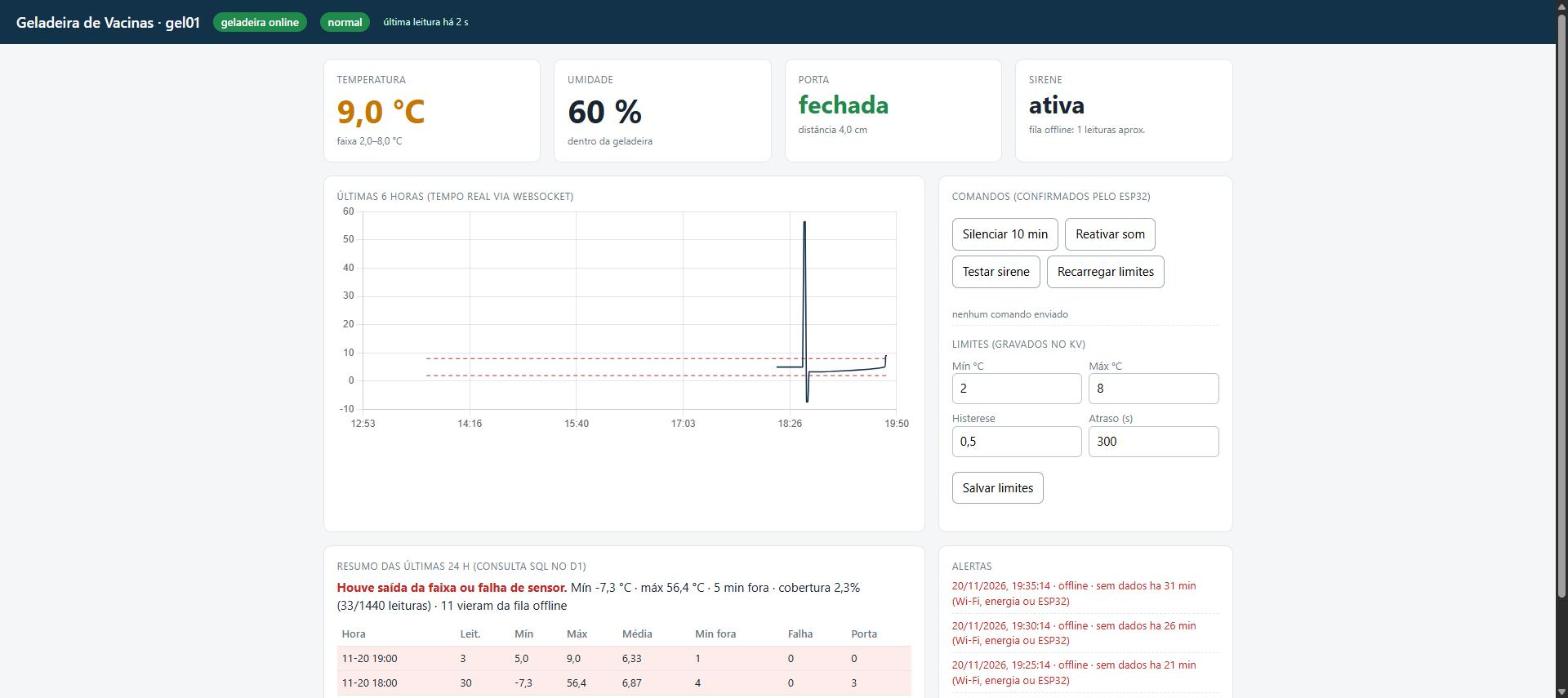 Geladeira de Vacinas · gel01 geladeira online normal última leitura há 2 s
TEMPERATURA
9,0 °C
faixa 2,0–8,0 °C
UMIDADE
60 %
dentro da geladeira
PORTA
fechada
distância 4,0 cm
SIRENE
ativa
fila offline: 1 leituras aprox.
ÚLTIMAS 6 HORAS (TEMPO REAL VIA WEBSOCKET)
60
50
40
30
20
10
0
-10
12:53 14:16 15:40 17:03 18:26 19:50
COMANDOS (CONFIRMADOS PELO ESP32)
Silenciar 10 min Reativar som
Testar sirene Recarregar limites
nenhum comando enviado
LIMITES (GRAVADOS NO KV)
Mín °C Máx °C
2 8
Histerese Atraso (s)
0,5 300
Salvar limites
RESUMO DAS ÚLTIMAS 24 H (CONSULTA SQL NO D1)
Houve saída da faixa ou falha de sensor. Mín -7,3 °C · máx 56,4 °C · 5 min fora · cobertura 2,3%
(33/1440 leituras) · 11 vieram da fila offline
Hora Leit. Mín Máx Média Min fora Falha Porta
11-20 19:00 3 5,0 9,0 6,33 1 0 0
11-20 18:00 30 -7,3 56,4 6,87 4 0 3
ALERTAS
20/11/2026, 19:35:14 · offline · sem dados ha 31 min
(Wi-Fi, energia ou ESP32)
20/11/2026, 19:30:14 · offline · sem dados ha 26 min
(Wi-Fi, energia ou ESP32)
20/11/2026, 19:25:14 · offline · sem dados ha 21 min
(Wi-Fi, energia ou ESP32)